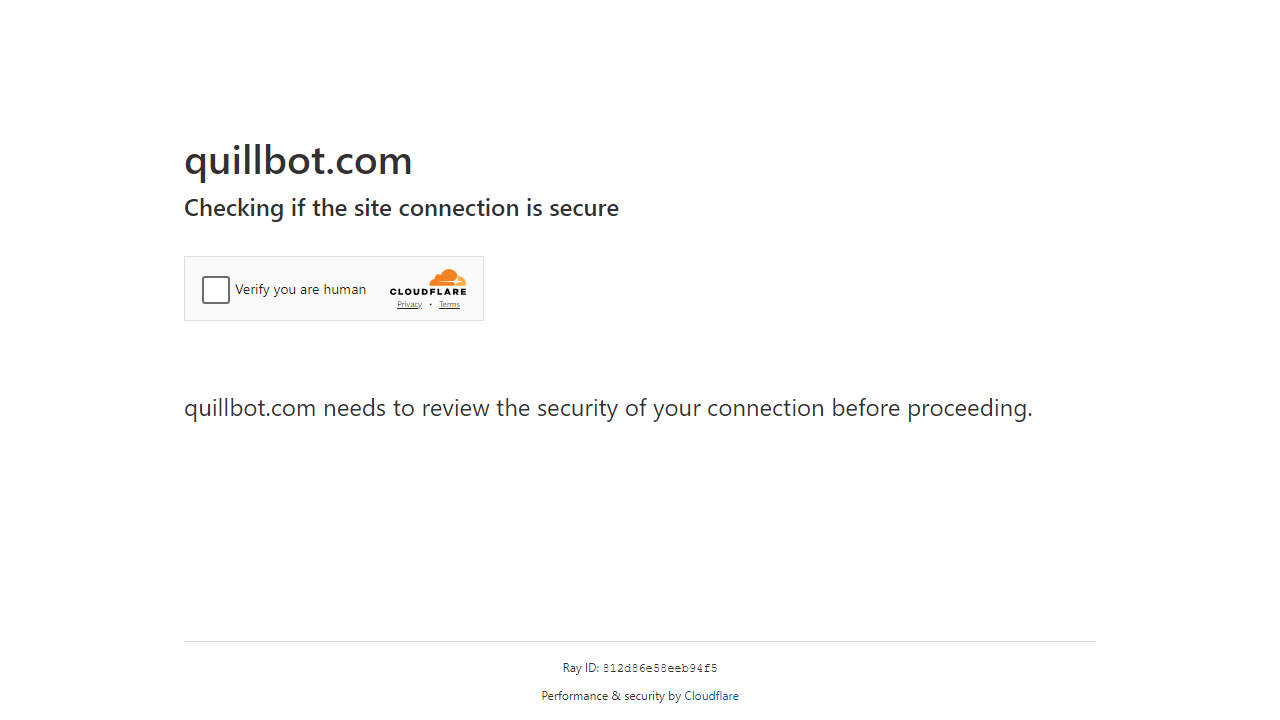 quillbot.com
Checking if the site connection is secure
Verify you are human
CLOUDFLARE
Privacy • Terms
quillbot.com needs to review the security of your connection before proceeding.
Ray ID: 812d86e58eeb94f5
Performance & security by Cloudflare